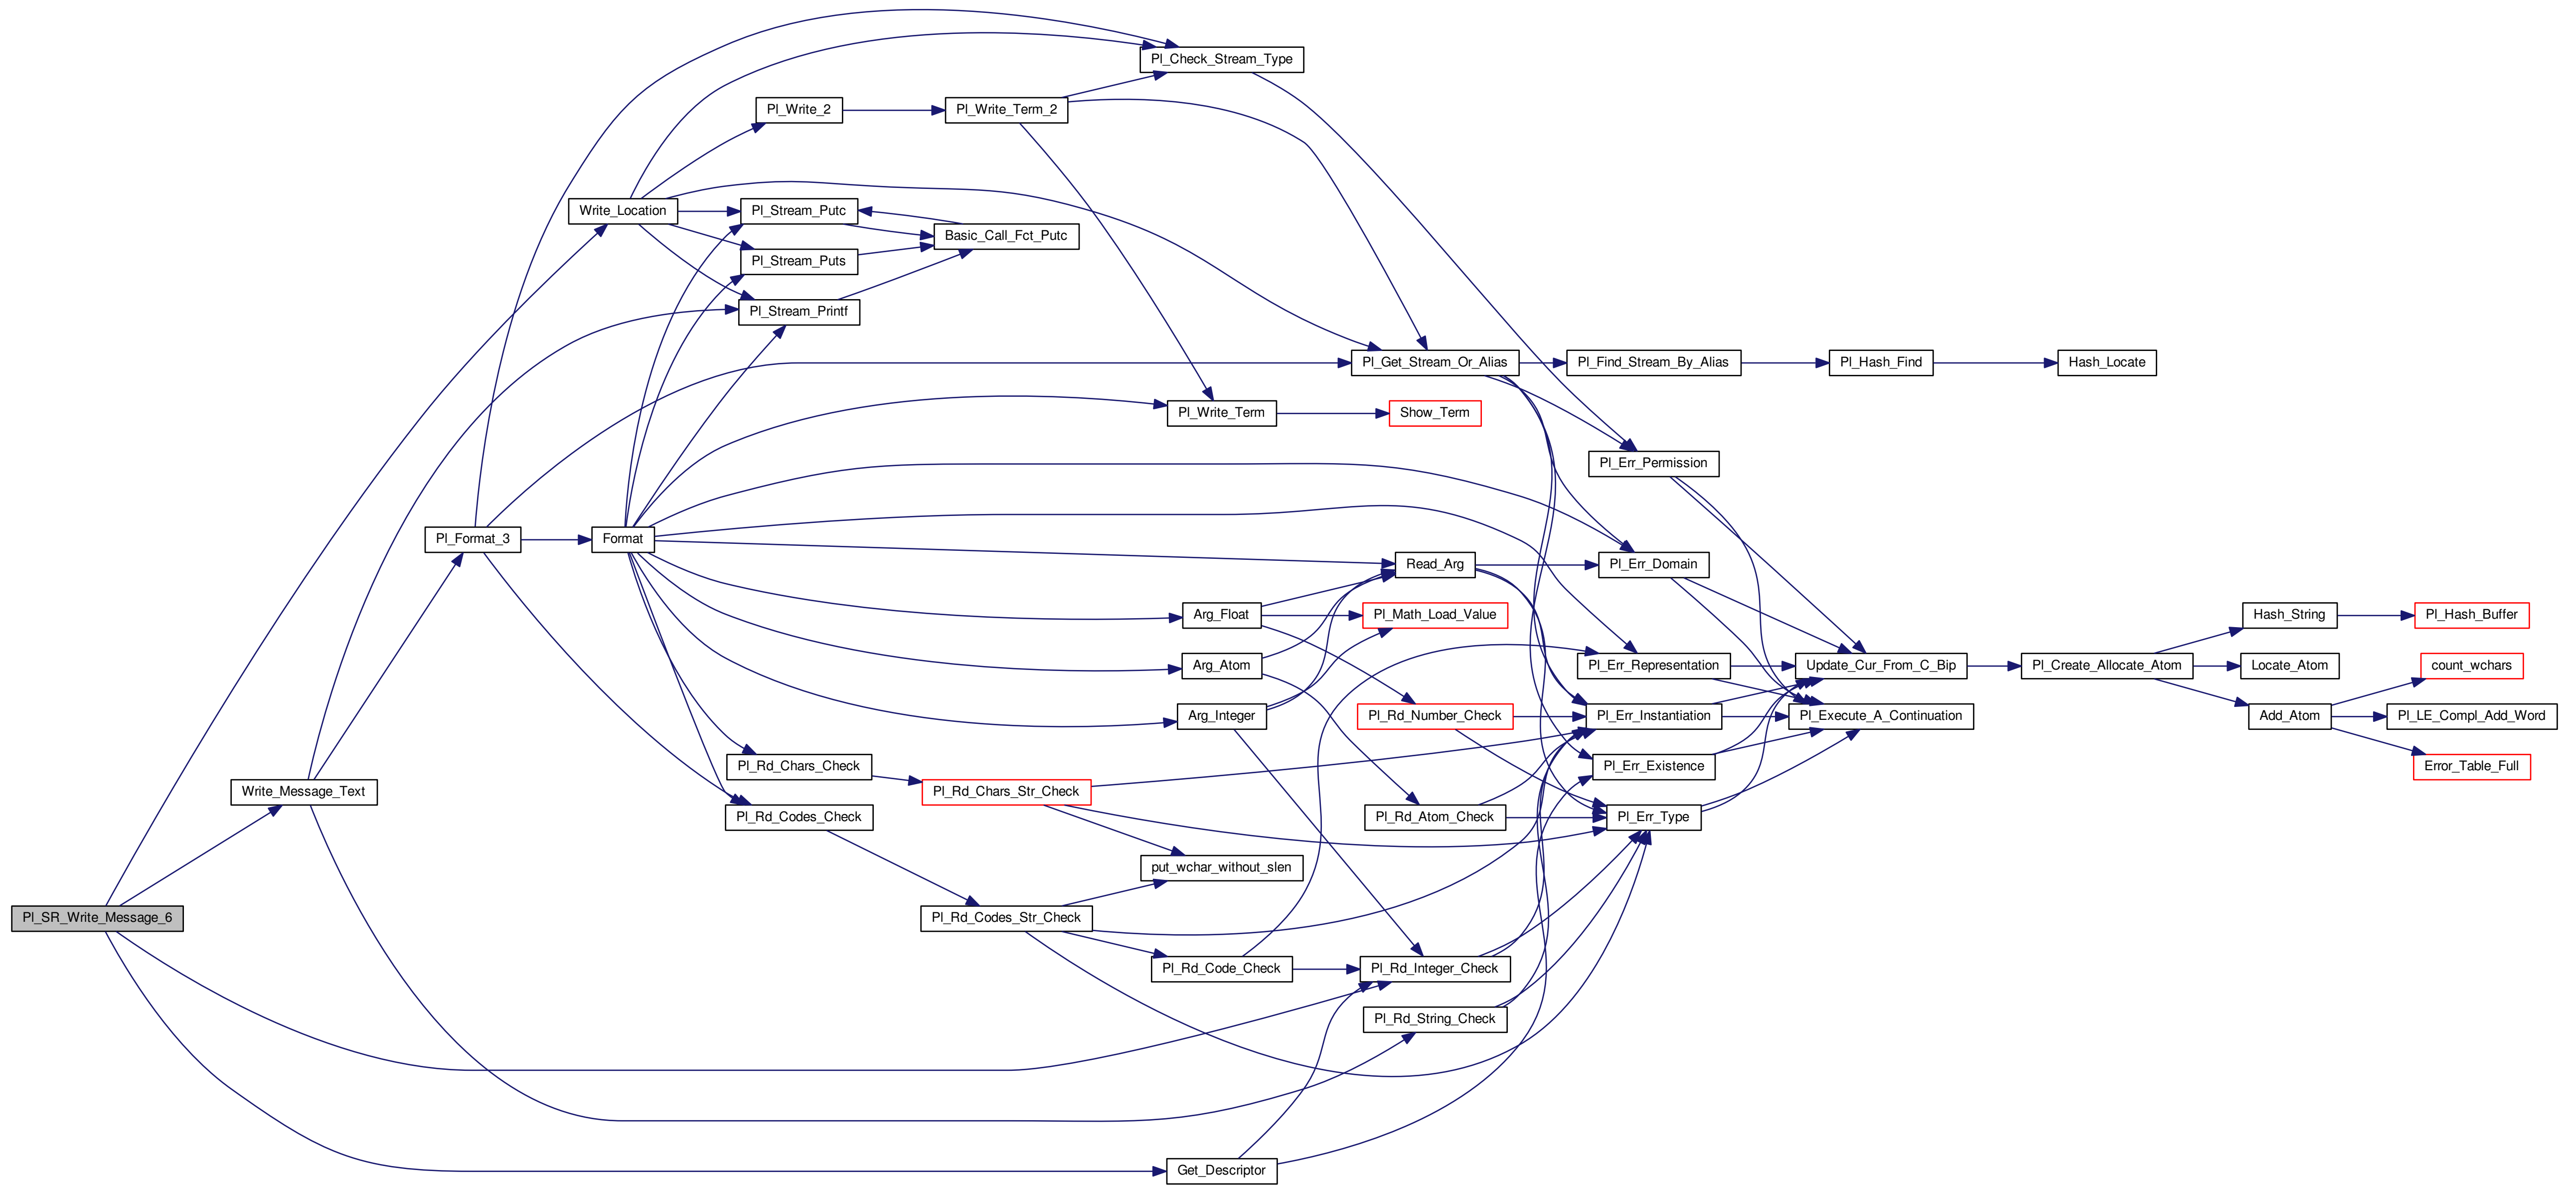 Pl_Check_Stream_Type
Pl_Write_2
Pl_Write_Term_2
Write_Location
Pl_Stream_Putc
Basic_Call_Fct_Putc
Pl_Stream_Puts
Pl_Stream_Printf
Pl_Get_Stream_Or_Alias
Pl_Find_Stream_By_Alias
Pl_Hash_Find
Hash_Locate
Pl_Write_Term
Show_Term
Pl_Err_Permission
Pl_Format_3
Format
Read_Arg
Pl_Err_Domain
Arg_Float
Pl_Math_Load_Value
Hash_String
Pl_Hash_Buffer
Arg_Atom
Pl_Err_Representation
Update_Cur_From_C_Bip
Pl_Create_Allocate_Atom
Locate_Atom
count_wchars
Arg_Integer
Pl_Rd_Number_Check
Pl_Err_Instantiation
Pl_Execute_A_Continuation
Add_Atom
Pl_LE_Compl_Add_Word
Pl_Rd_Chars_Check
Pl_Err_Existence
Error_Table_Full
Write_Message_Text
Pl_Rd_Chars_Str_Check
Pl_Rd_Codes_Check
Pl_Rd_Atom_Check
Pl_Err_Type
put_wchar_without_slen
Pl_SR_Write_Message_6
Pl_Rd_Codes_Str_Check
Pl_Rd_Code_Check
Pl_Rd_Integer_Check
Pl_Rd_String_Check
Get_Descriptor